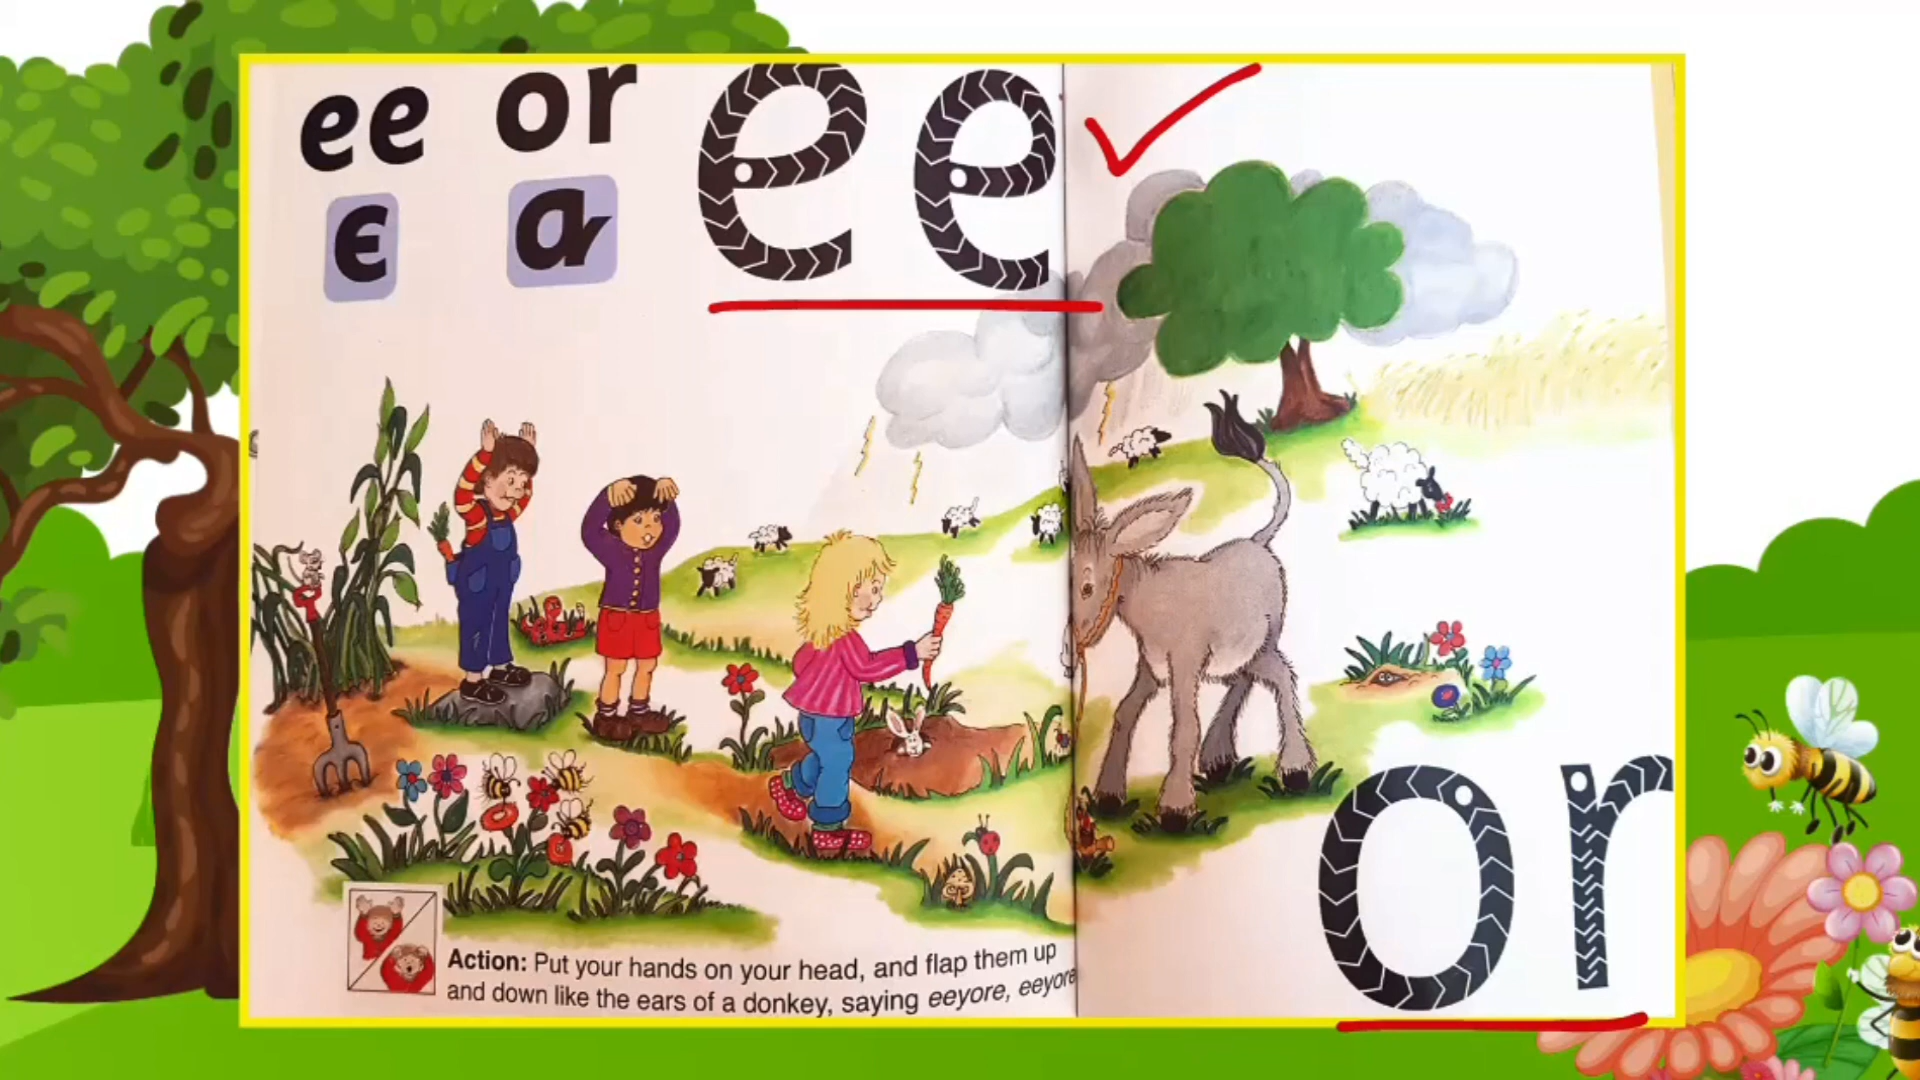 ee or ee
ϵ a
or
Action: Put your hands on your head, and flap them up
and down like the ears of a donkey, saying eeyore, eeyore